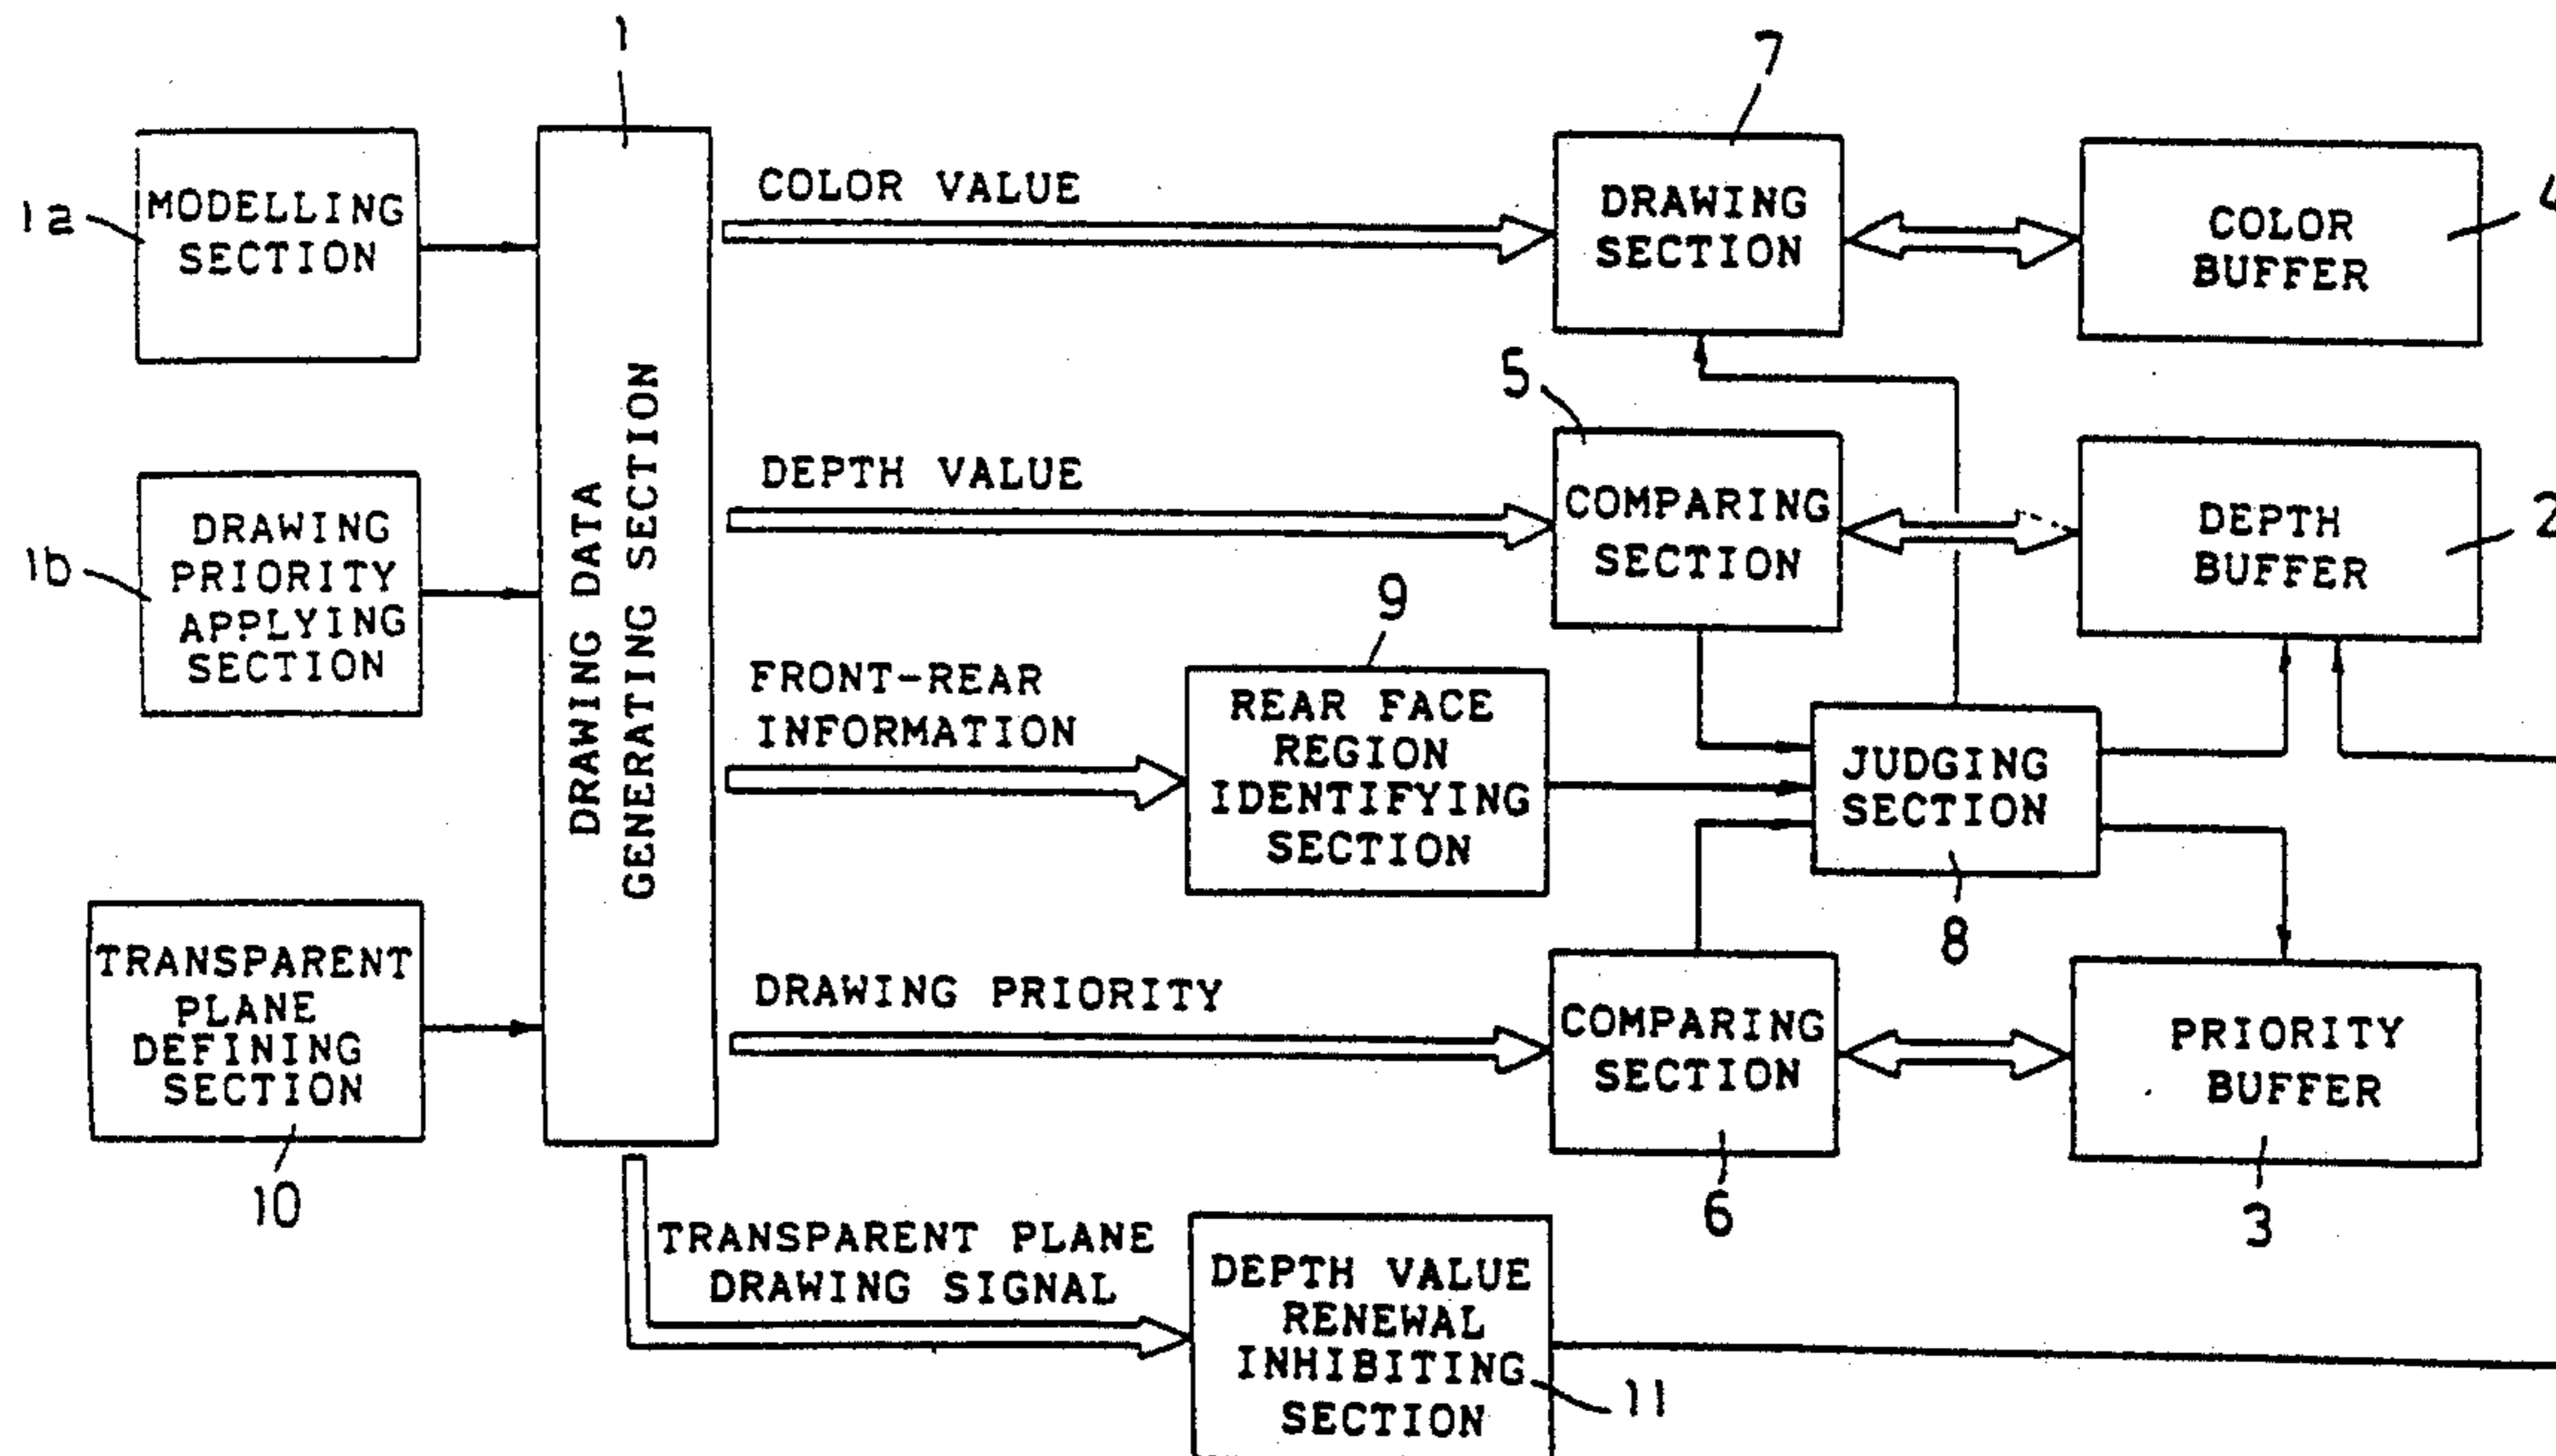 1
7
MODELLING
SECTION
1a
COLOR VALUE
DRAWING
SECTION
COLOR
BUFFER
4
DRAWING DATA
GENERATING SECTION
5
DRAWING
PRIORITY
APPLYING
SECTION
1b
DEPTH VALUE
COMPARING
SECTION
DEPTH
BUFFER
2
9
FRONT-REAR
INFORMATION
REAR FACE
REGION
IDENTIFYING
SECTION
JUDGING
SECTION
8
TRANSPARENT
PLANE
DEFINING
SECTION
10
DRAWING PRIORITY
COMPARING
SECTION
6
PRIORITY
BUFFER
3
TRANSPARENT PLANE
DRAWING SIGNAL
DEPTH VALUE
RENEWAL
INHIBITING
SECTION
11